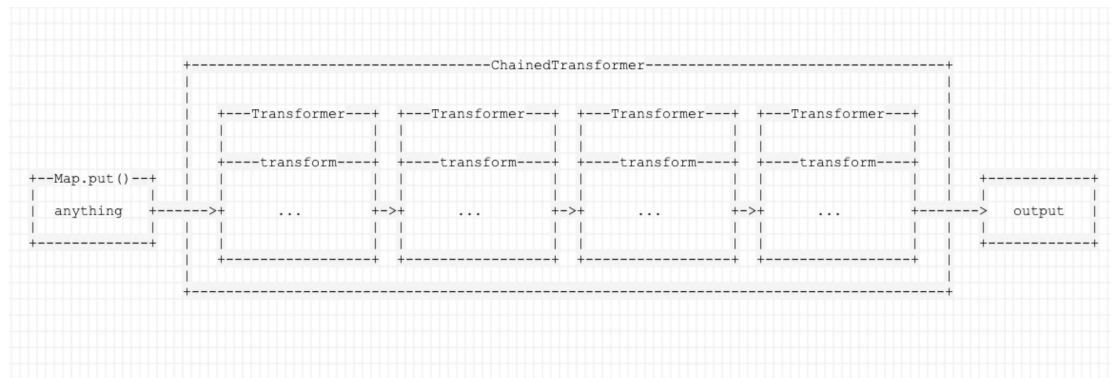 ChainedTransformer
Transformer Transformer Transformer Transformer
transform transform transform transform
Map.put()
anything ... ... ... ... output